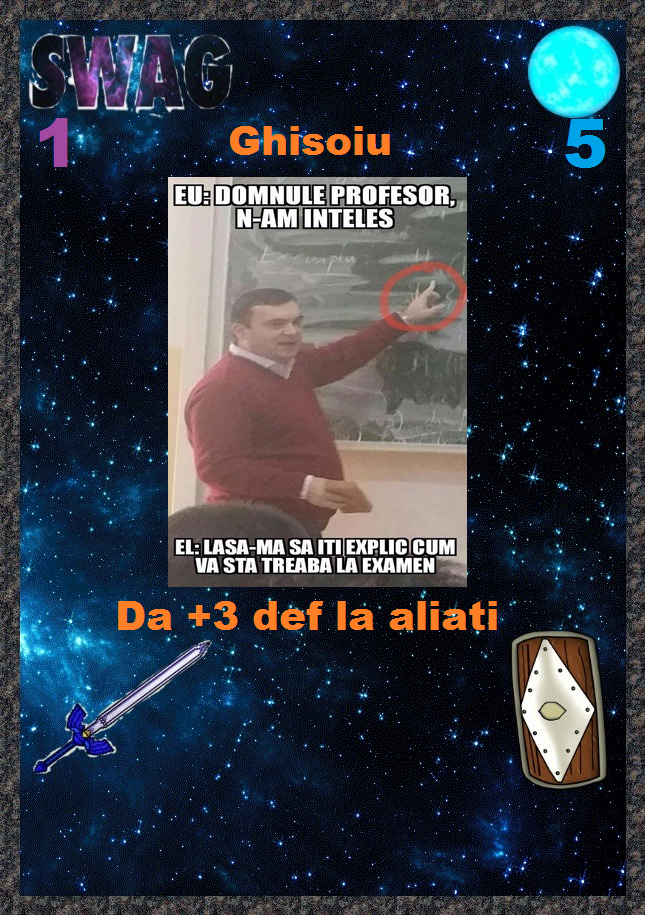 SWAG
1
5
Ghisoiu
EU: DOMNULE PROFESOR,
N-AM INTELES
Exemplu
EL: LASA-MA SA ITI EXPLIC CUM
VA STA TREABA LA EXAMEN
Da +3 def la aliati